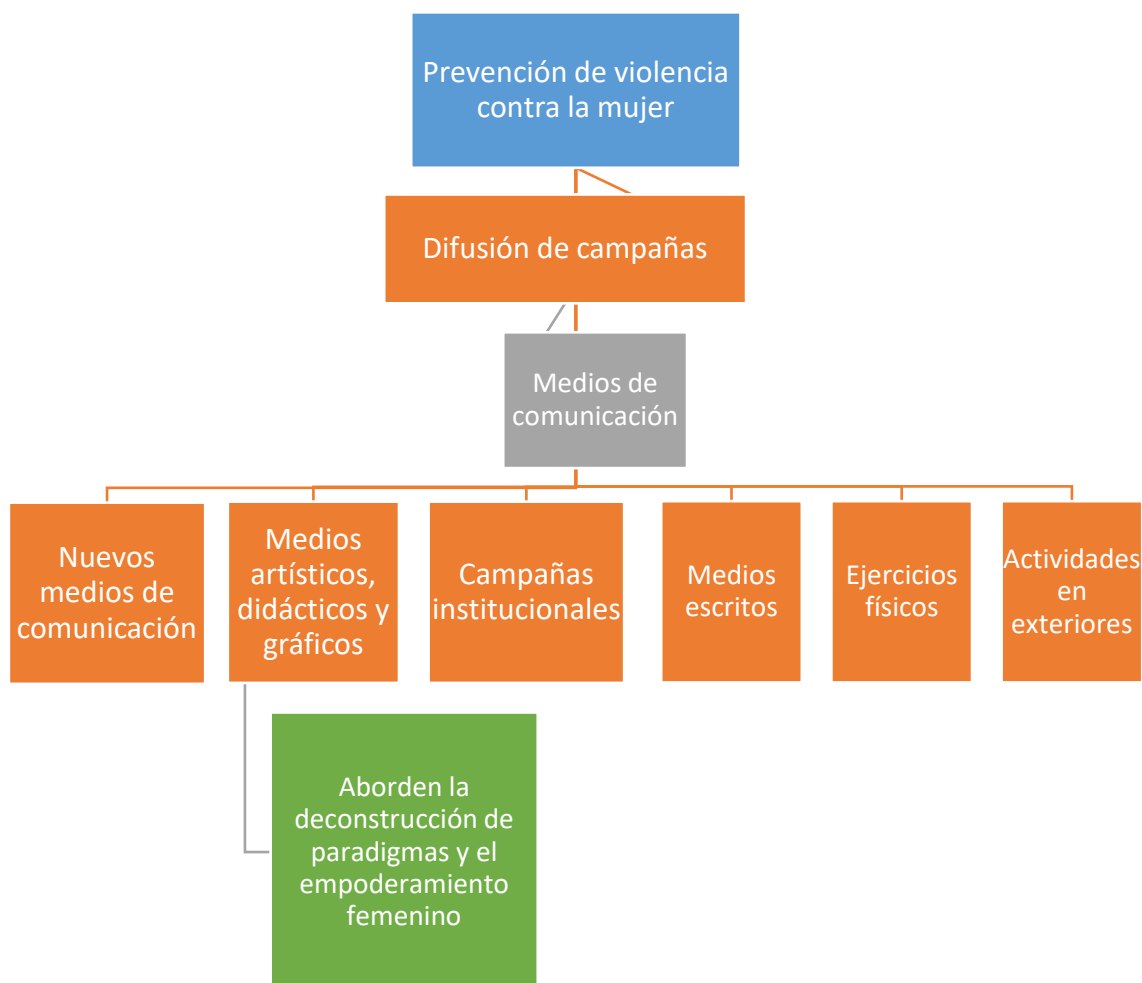 Prevención de violencia
contra la mujer
Difusión de campañas
Medios de
comunicación
Nuevos
medios de
comunicación
Medios
artísticos,
didácticos y
gráficos
Campañas
institucionales
Medios
escritos
Ejercicios
físicos
Actividades
en
exteriores
Aborden la
deconstrucción de
paradigmas y el
empoderamiento
femenino